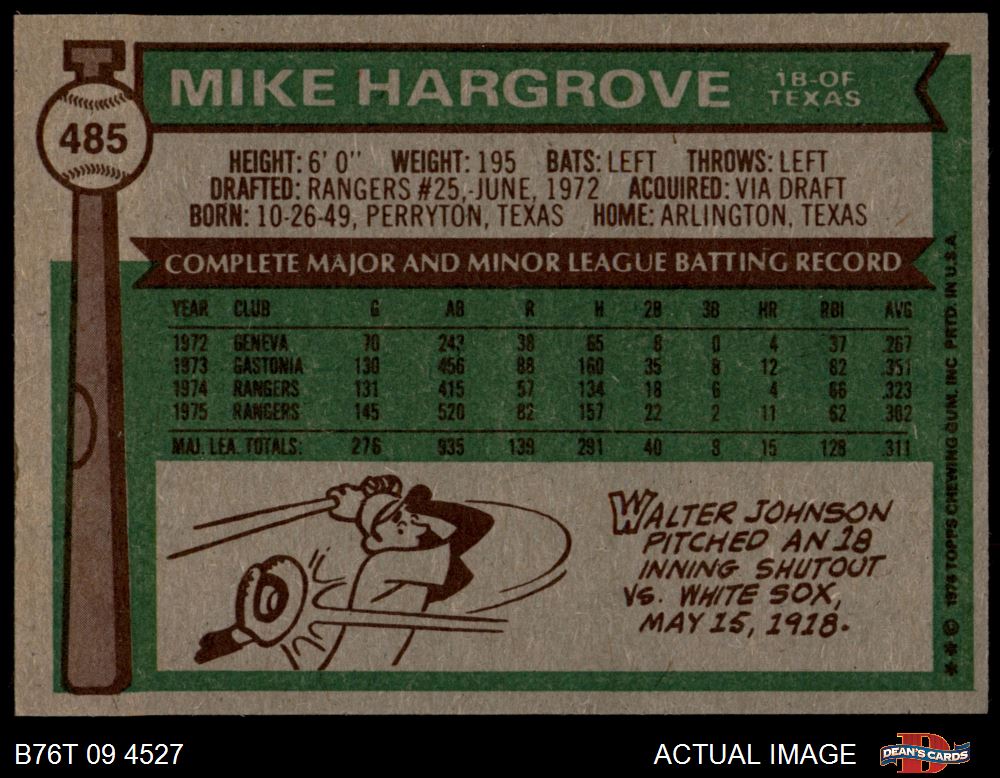 485
MIKE HARGROVE
1B-OF
TEXAS
HEIGHT: 6' 0" WEIGHT: 195 BATS: LEFT THROWS: LEFT
DRAFTED: RANGERS #25,-JUNE, 1972 ACQUIRED: VIA DRAFT
BORN: 10-26-49, PERRYTON, TEXAS HOME: ARLINGTON, TEXAS
COMPLETE MAJOR AND MINOR LEAGUE BATTING RECORD
YEAR CLUB G AB R H 2B 3B HR RBI AVG
1972 GENEVA 70 243 38 65 8 0 4 37 .267
1973 GASTONIA 130 456 88 160 35 8 12 82 .351
1974 RANGERS 131 415 57 134 18 6 4 66 .323
1975 RANGERS 145 520 82 157 22 2 11 62 .302
MAJ. LEA. TOTALS: 276 935 139 291 40 8 15 128 .311
WALTER JOHNSON
PITCHED AN 18
INNING SHUTOUT
VS. WHITE SOX,
MAY 15, 1918.
** © 1976 TOPPS CHEWING GUM, INC PRTD. IN U.S.A.
B76T 09 4527
ACTUAL IMAGE
D
DEAN'S CARDS